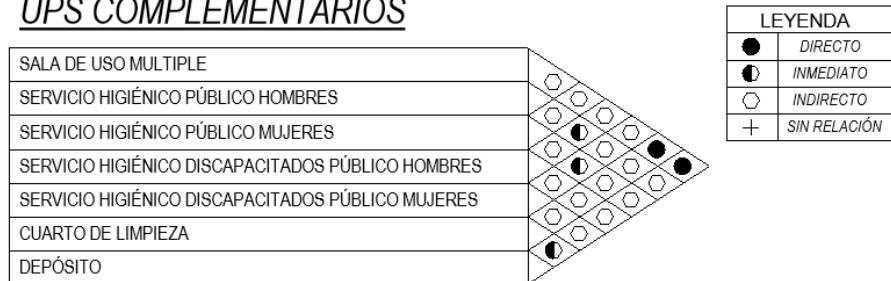 UPS COMPLEMENTARIOS
SALA DE USO MULTIPLE
SERVICIO HIGIÉNICO PÚBLICO HOMBRES
SERVICIO HIGIÉNICO PÚBLICO MUJERES
SERVICIO HIGIÉNICO DISCAPACITADOS PÚBLICO HOMBRES
SERVICIO HIGIÉNICO DISCAPACITADOS PÚBLICO MUJERES
CUARTO DE LIMPIEZA
DEPÓSITO
LEYENDA
DIRECTO
INMEDIATO
INDIRECTO
SIN RELACIÓN